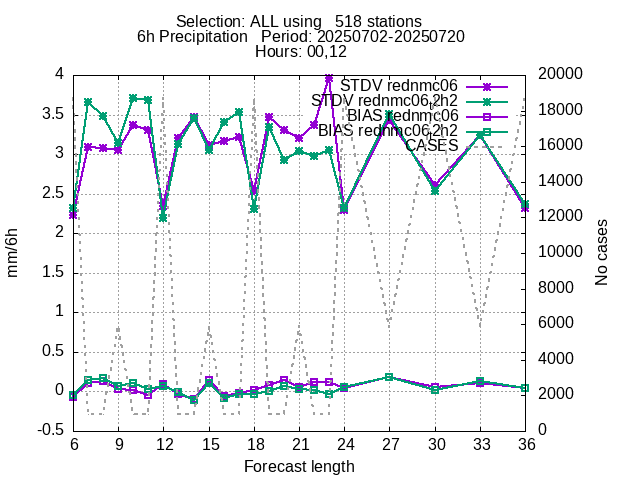 Selection: ALL using   518 stations
6h Precipitation   Period: 20250702-20250720
Hours: 00,12
STDV rednmc06
STDV rednmc06,2h2
BIAS rednmc06
BIAS rednmc06,2h2
CASES
mm/6h
4
3.5
3
2.5
2
1.5
1
0.5
0
-0.5
20000
18000
16000
14000
12000
10000
8000
6000
4000
2000
0
No cases
6 9 12 15 18 21 24 27 30 33 36
Forecast length